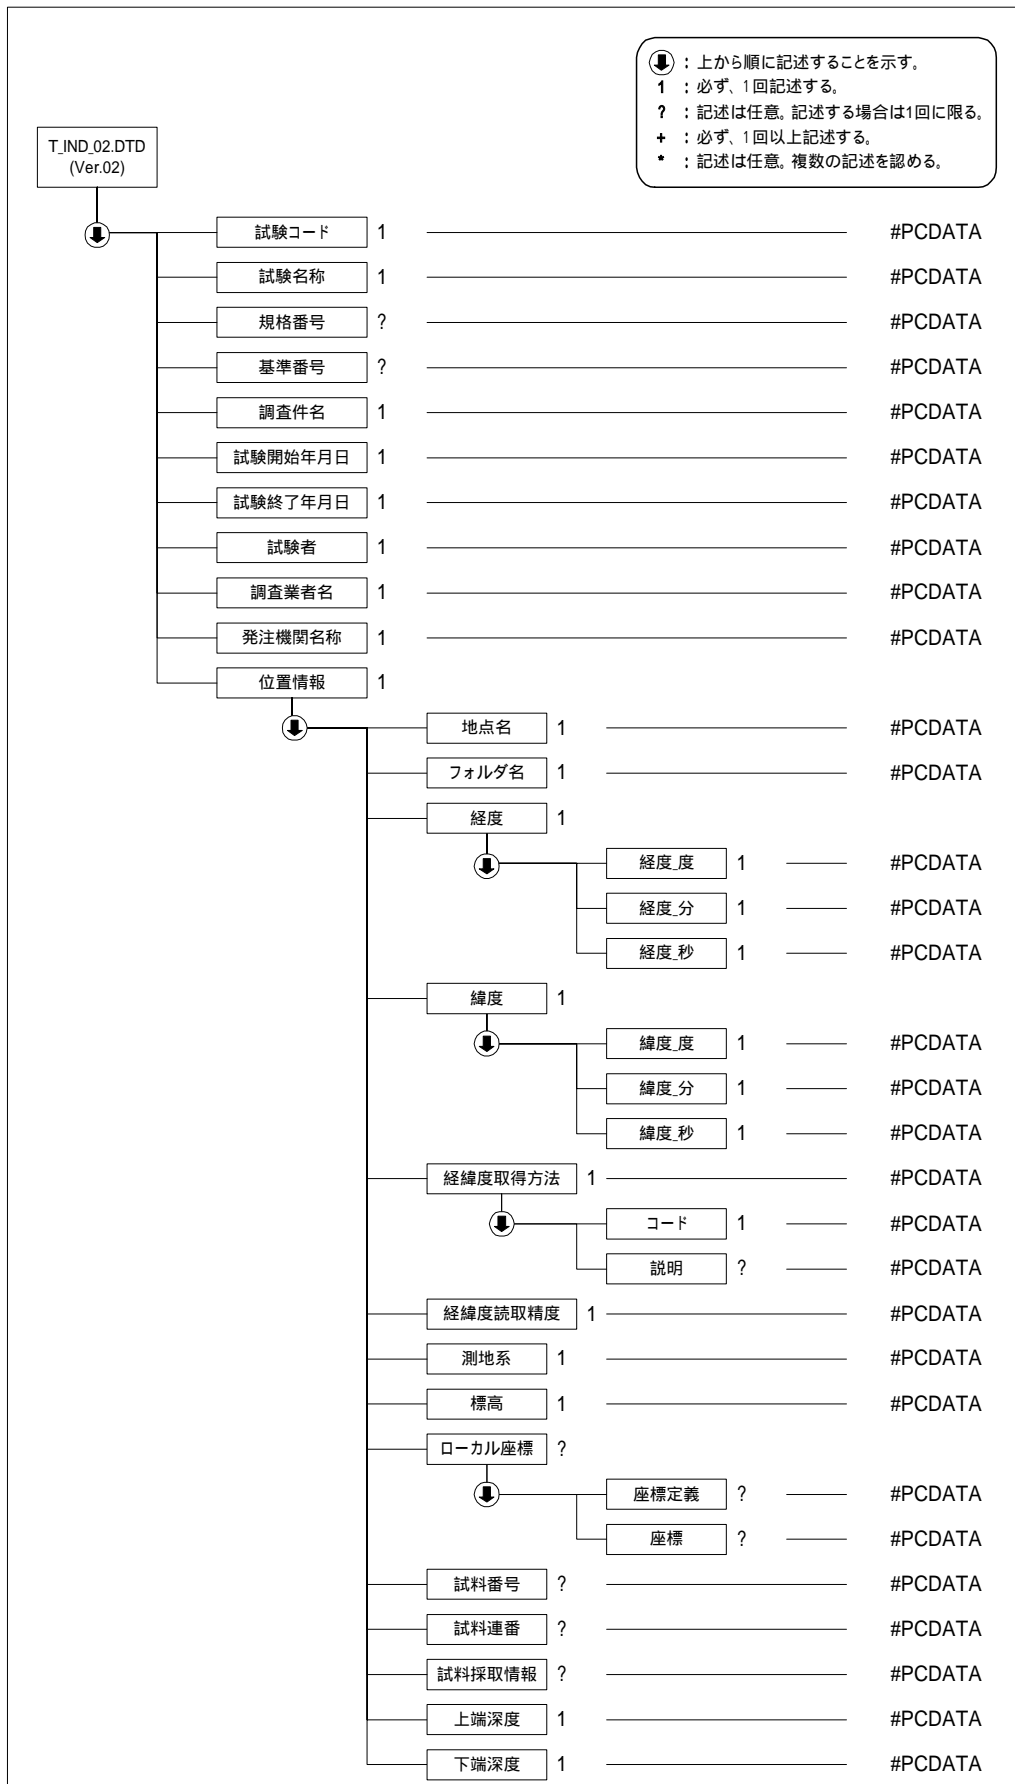 : 上から順に記述することを示す。
1 : 必ず、1回記述する。
? : 記述は任意。記述する場合は1回に限る。
+ : 必ず、1回以上記述する。
* : 記述は任意。複数の記述を認める。
T_IND_02.DTD
(Ver.02)
試験コード 1 #PCDATA
試験名称 1 #PCDATA
規格番号 ? #PCDATA
基準番号 ? #PCDATA
調査件名 1 #PCDATA
試験開始年月日 1 #PCDATA
試験終了年月日 1 #PCDATA
試験者 1 #PCDATA
調査業者名 1 #PCDATA
発注機関名称 1 #PCDATA
位置情報 1
地点名 1 #PCDATA
フォルダ名 1 #PCDATA
経度 1
経度_度 1 #PCDATA
経度_分 1 #PCDATA
経度_秒 1 #PCDATA
緯度 1
緯度_度 1 #PCDATA
緯度_分 1 #PCDATA
緯度_秒 1 #PCDATA
経緯度取得方法 1 #PCDATA
コード 1 #PCDATA
説明 ? #PCDATA
経緯度読取精度 1 #PCDATA
測地系 1 #PCDATA
標高 1 #PCDATA
ローカル座標 ?
座標定義 ? #PCDATA
座標 ? #PCDATA
試料番号 ? #PCDATA
試料連番 ? #PCDATA
試料採取情報 ? #PCDATA
上端深度 1 #PCDATA
下端深度 1 #PCDATA